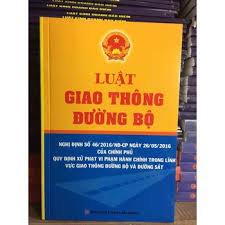 LUẬT
GIAO THÔNG
ĐƯỜNG BỘ
NGHỊ ĐỊNH SỐ 46/2016/NĐ-CP NGÀY 26/05/2016
CỦA CHÍNH PHỦ
QUY ĐỊNH XỬ PHẠT VI PHẠM HÀNH CHÍNH TRONG LĨNH
VỰC GIAO THÔNG ĐƯỜNG BỘ VÀ ĐƯỜNG SẮT